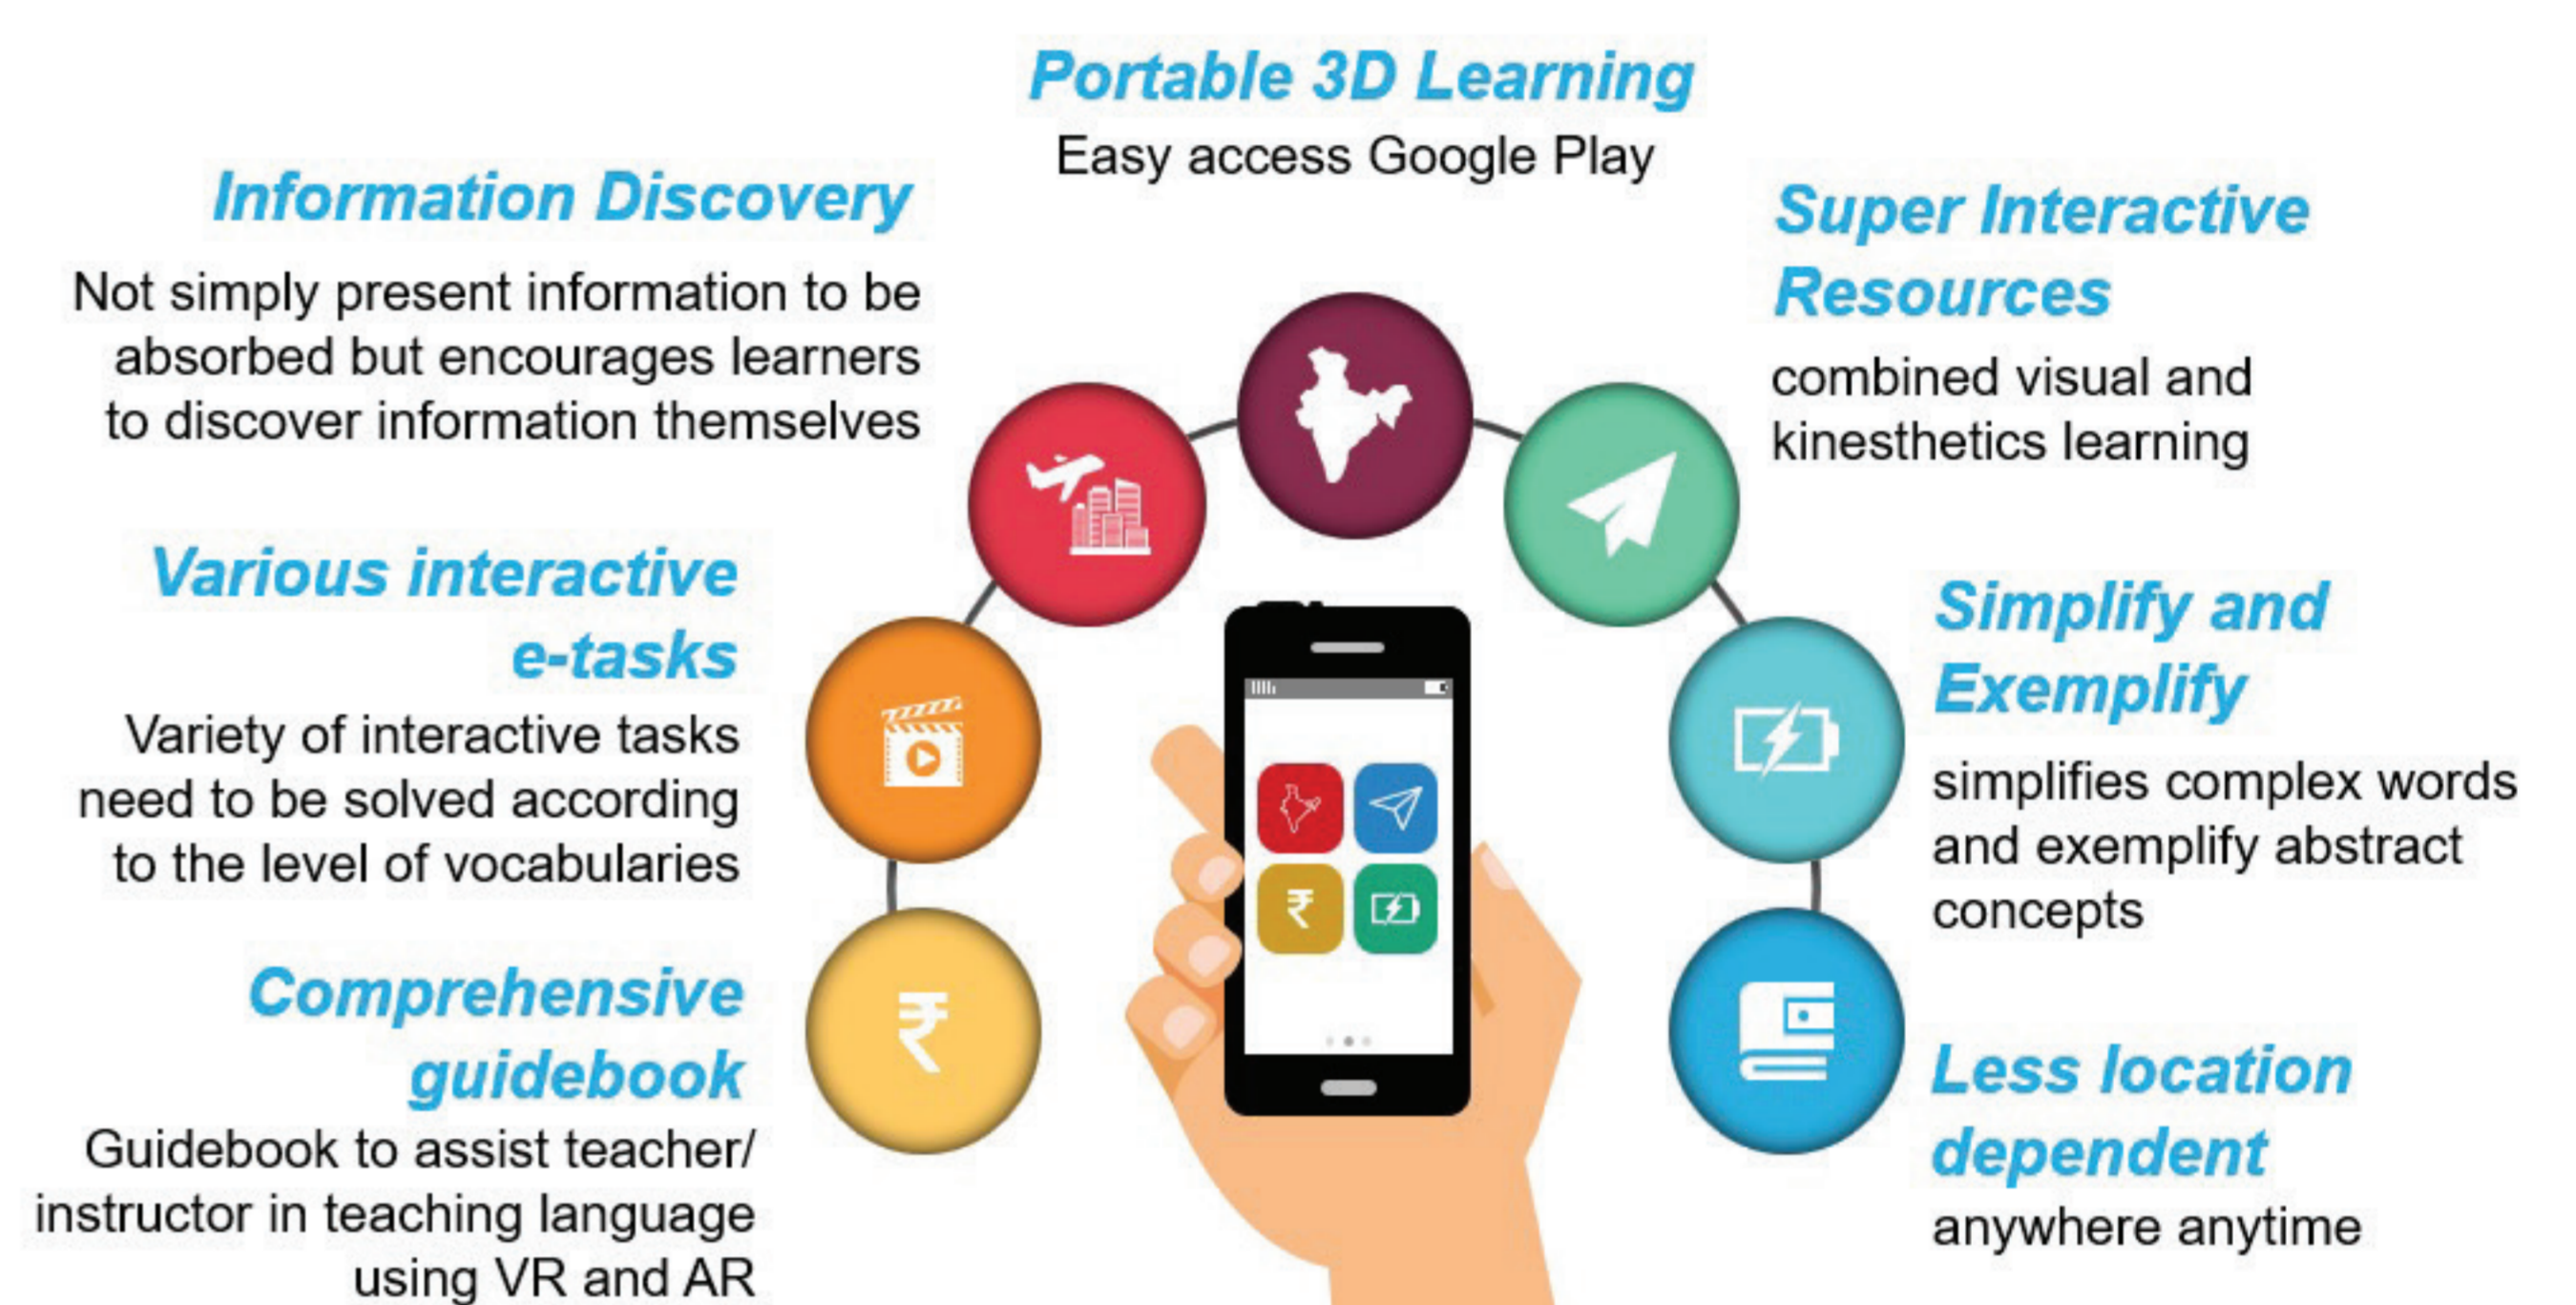 Portable 3D Learning
Easy access Google Play
Information Discovery
Not simply present information to be
absorbed but encourages learners
to discover information themselves
Various interactive
e-tasks
Variety of interactive tasks
need to be solved according
to the level of vocabularies
Comprehensive
guidebook
Guidebook to assist teacher/
instructor in teaching language
using VR and AR
Super Interactive
Resources
combined visual and
kinesthetics learning
Simplify and
Exemplify
simplifies complex words
and exemplify abstract
concepts
Less location
dependent
anywhere anytime
₹
₹